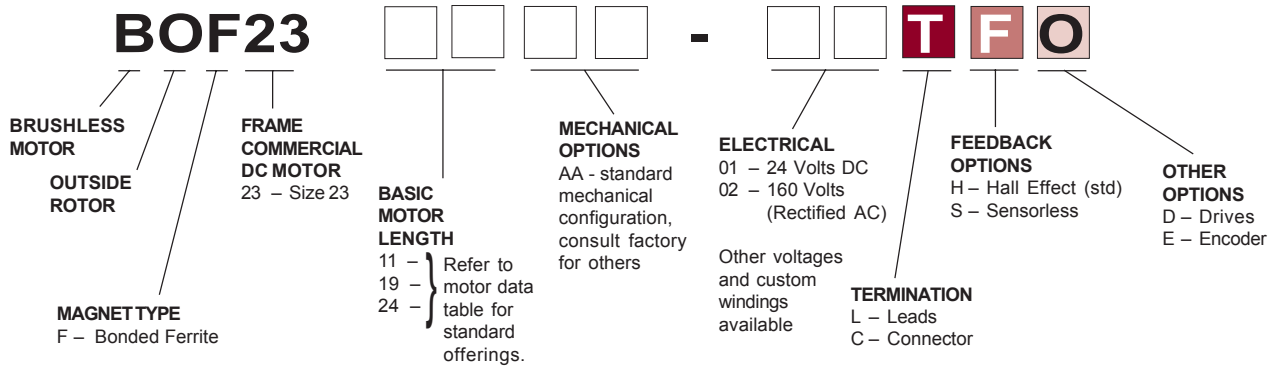 BOF23 - T F O
BRUSHLESS
MOTOR
OUTSIDE
ROTOR
MAGNET TYPE
F – Bonded Ferrite
FRAME
COMMERCIAL
DC MOTOR
23 – Size 23
BASIC
MOTOR
LENGTH
11 –
19 –
24 –
} Refer to
motor data
table for
standard
offerings.
MECHANICAL
OPTIONS
AA - standard
mechanical
configuration,
consult factory
for others
ELECTRICAL
01 – 24 Volts DC
02 – 160 Volts
(Rectified AC)
Other voltages
and custom
windings
available
TERMINATION
L – Leads
C – Connector
FEEDBACK
OPTIONS
H – Hall Effect (std)
S – Sensorless
OTHER
OPTIONS
D – Drives
E – Encoder